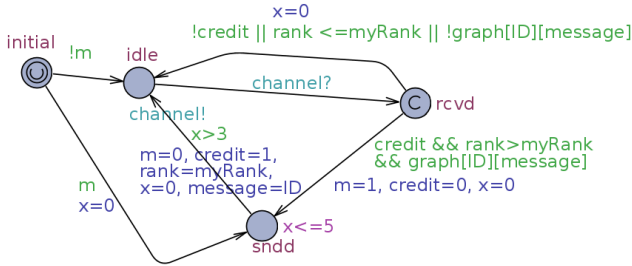 x=0
!credit || rank <=myRank || !graph[ID][message]
initial
!m
idle
channel?
C
rcvd
channel!
x>3
m=0, credit=1,
rank=myRank,
x=0, message=ID
credit && rank>myRank
&& graph[ID][message]
m=1, credit=0, x=0
m
x=0
x<=5
sndd